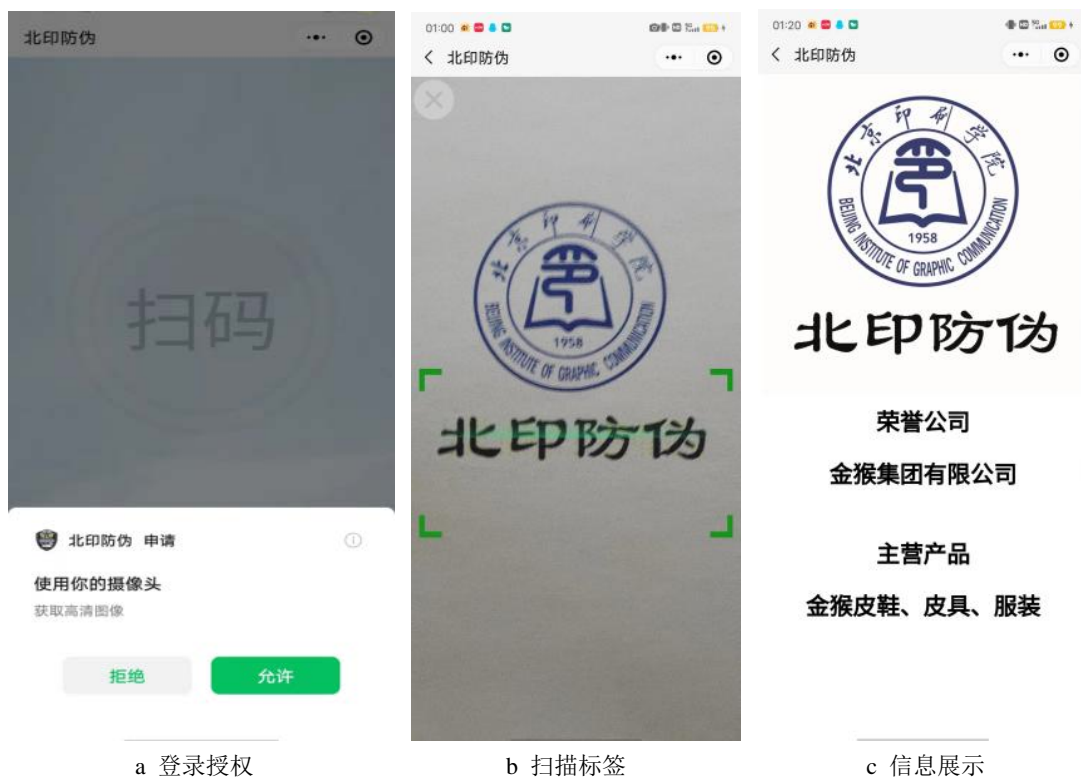 北印防伪
扫码
北印防伪 申请
使用你的摄像头
获取高清图像
拒绝
允许
a 登录授权
01:00
北印防伪
北京印刷学院
1958
BEIJING INSTITUTE OF GRAPHIC COMMUNICATION
北印防伪
b 扫描标签
01:20
北印防伪
北京印刷学院
1958
BEIJING INSTITUTE OF GRAPHIC COMMUNICATION
北印防伪
荣誉公司
金猴集团有限公司
主营产品
金猴皮鞋、皮具、服装
c 信息展示